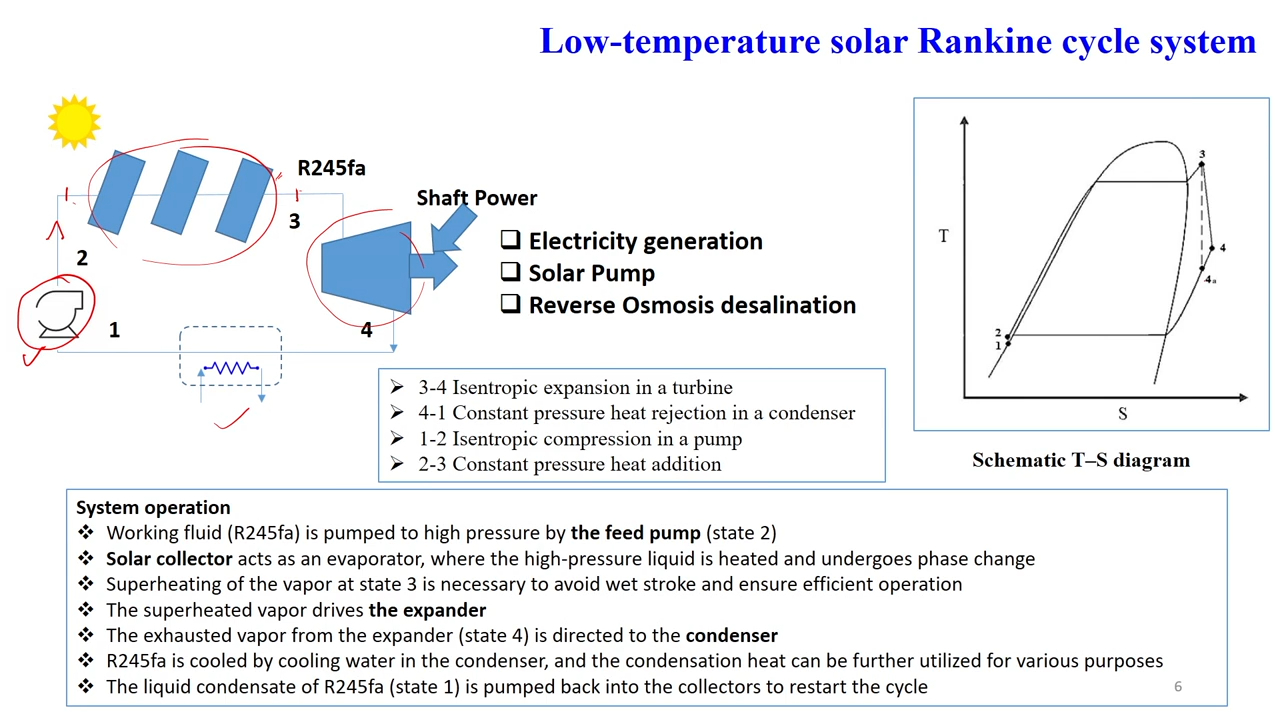 Low-temperature solar Rankine cycle system
R245fa
3
2
1
4
Shaft Power
❑ Electricity generation
❑ Solar Pump
❑ Reverse Osmosis desalination
➢ 3-4 Isentropic expansion in a turbine
➢ 4-1 Constant pressure heat rejection in a condenser
➢ 1-2 Isentropic compression in a pump
➢ 2-3 Constant pressure heat addition
T
3
4
4a
2
1
S
Schematic T–S diagram
System operation
❖ Working fluid (R245fa) is pumped to high pressure by the feed pump (state 2)
❖ Solar collector acts as an evaporator, where the high-pressure liquid is heated and undergoes phase change
❖ Superheating of the vapor at state 3 is necessary to avoid wet stroke and ensure efficient operation
❖ The superheated vapor drives the expander
❖ The exhausted vapor from the expander (state 4) is directed to the condenser
❖ R245fa is cooled by cooling water in the condenser, and the condensation heat can be further utilized for various purposes
❖ The liquid condensate of R245fa (state 1) is pumped back into the collectors to restart the cycle
6